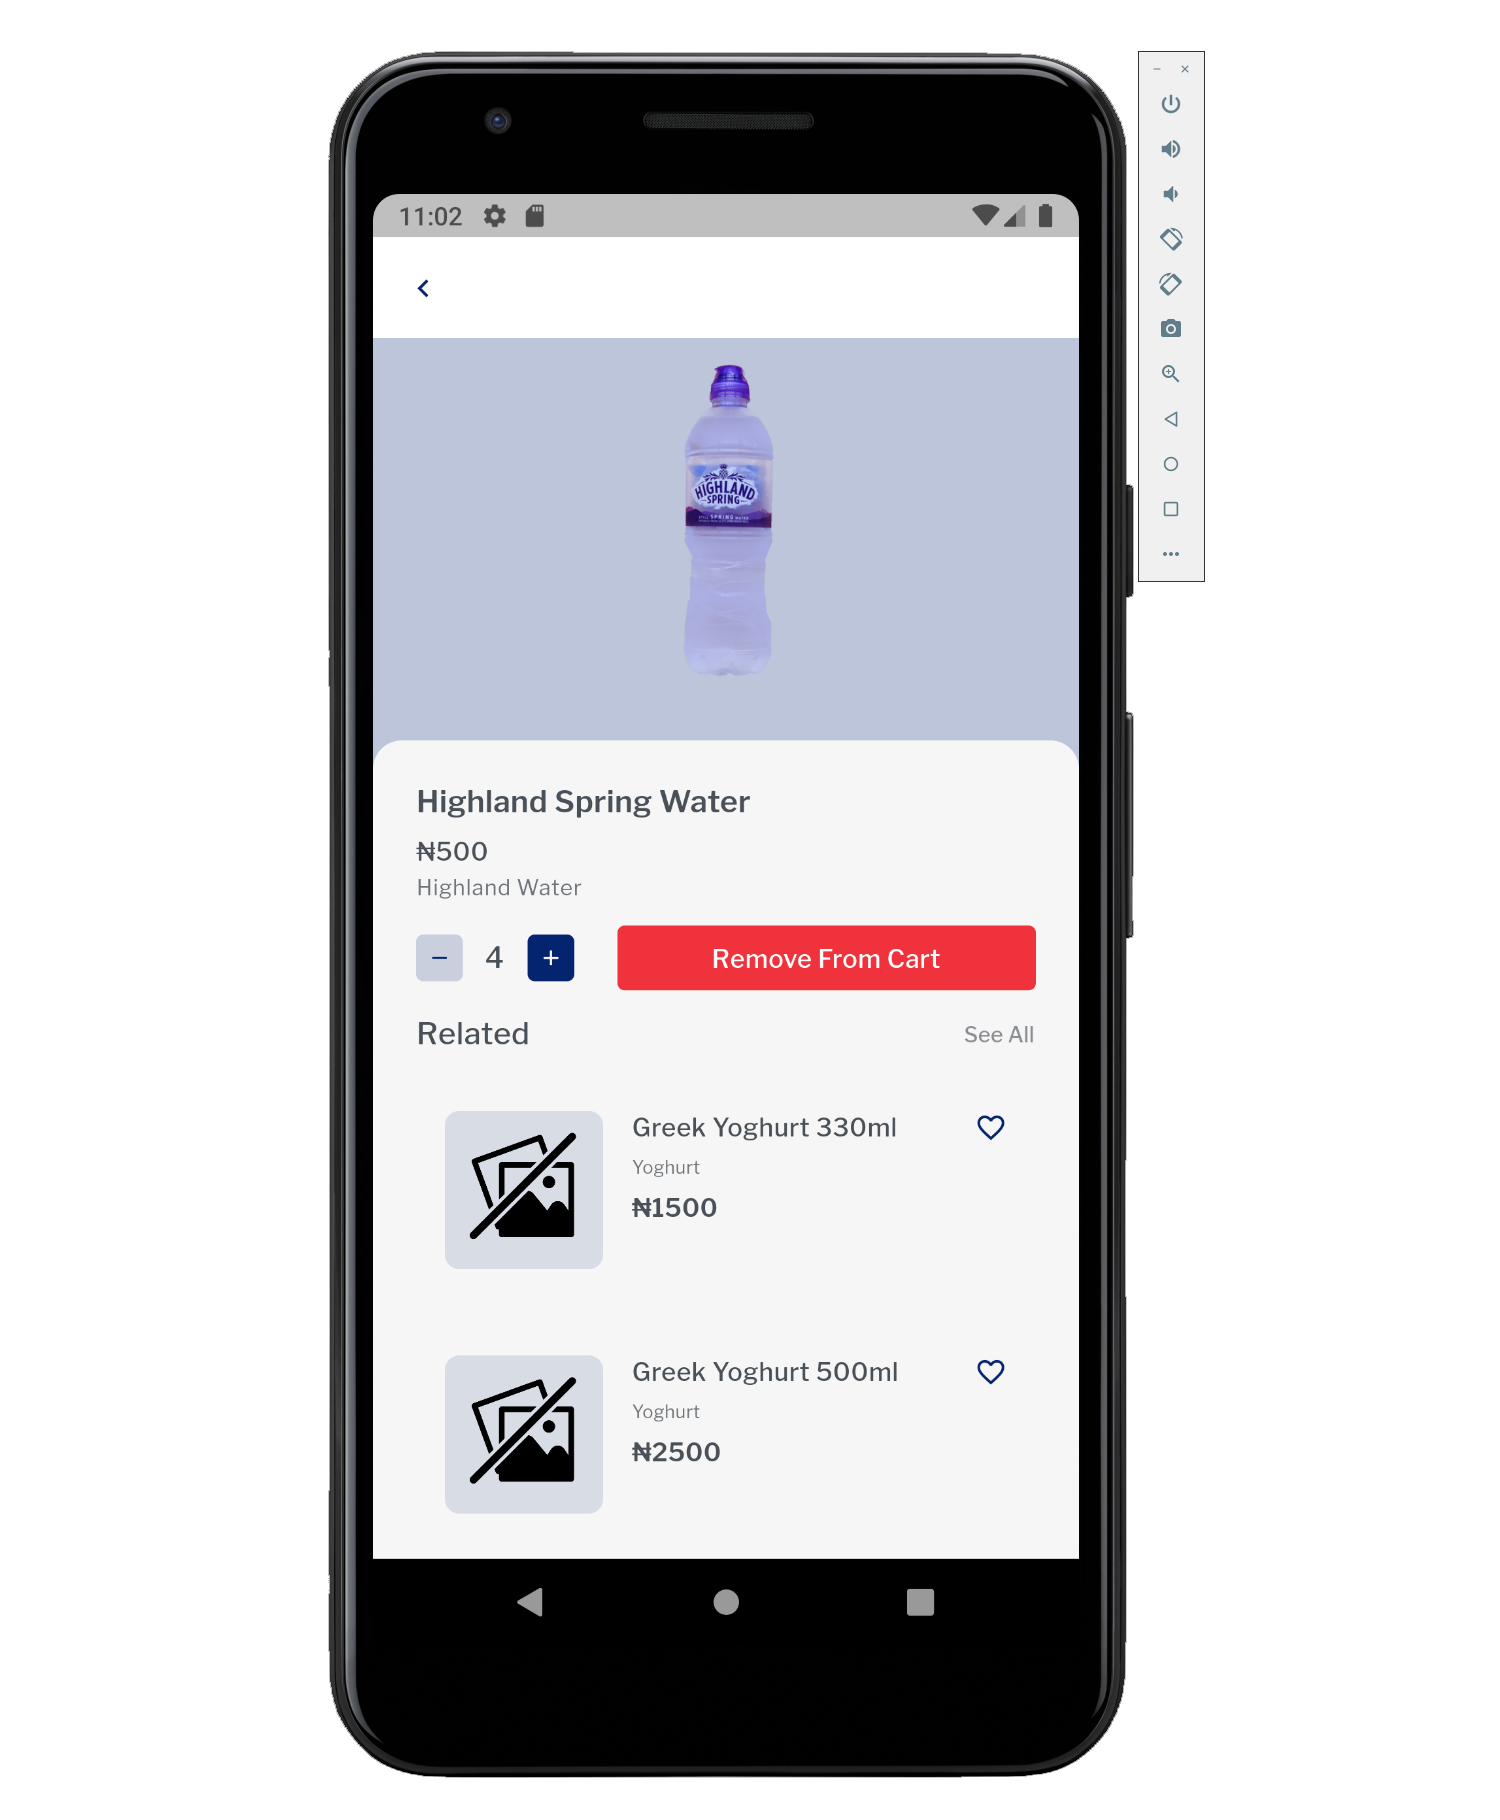 11:02
HIGHLAND
SPRING
Highland Spring Water
₦500
Highland Water
4
Remove From Cart
Related
See All
Greek Yoghurt 330ml
Yoghurt
₦1500
Greek Yoghurt 500ml
Yoghurt
₦2500